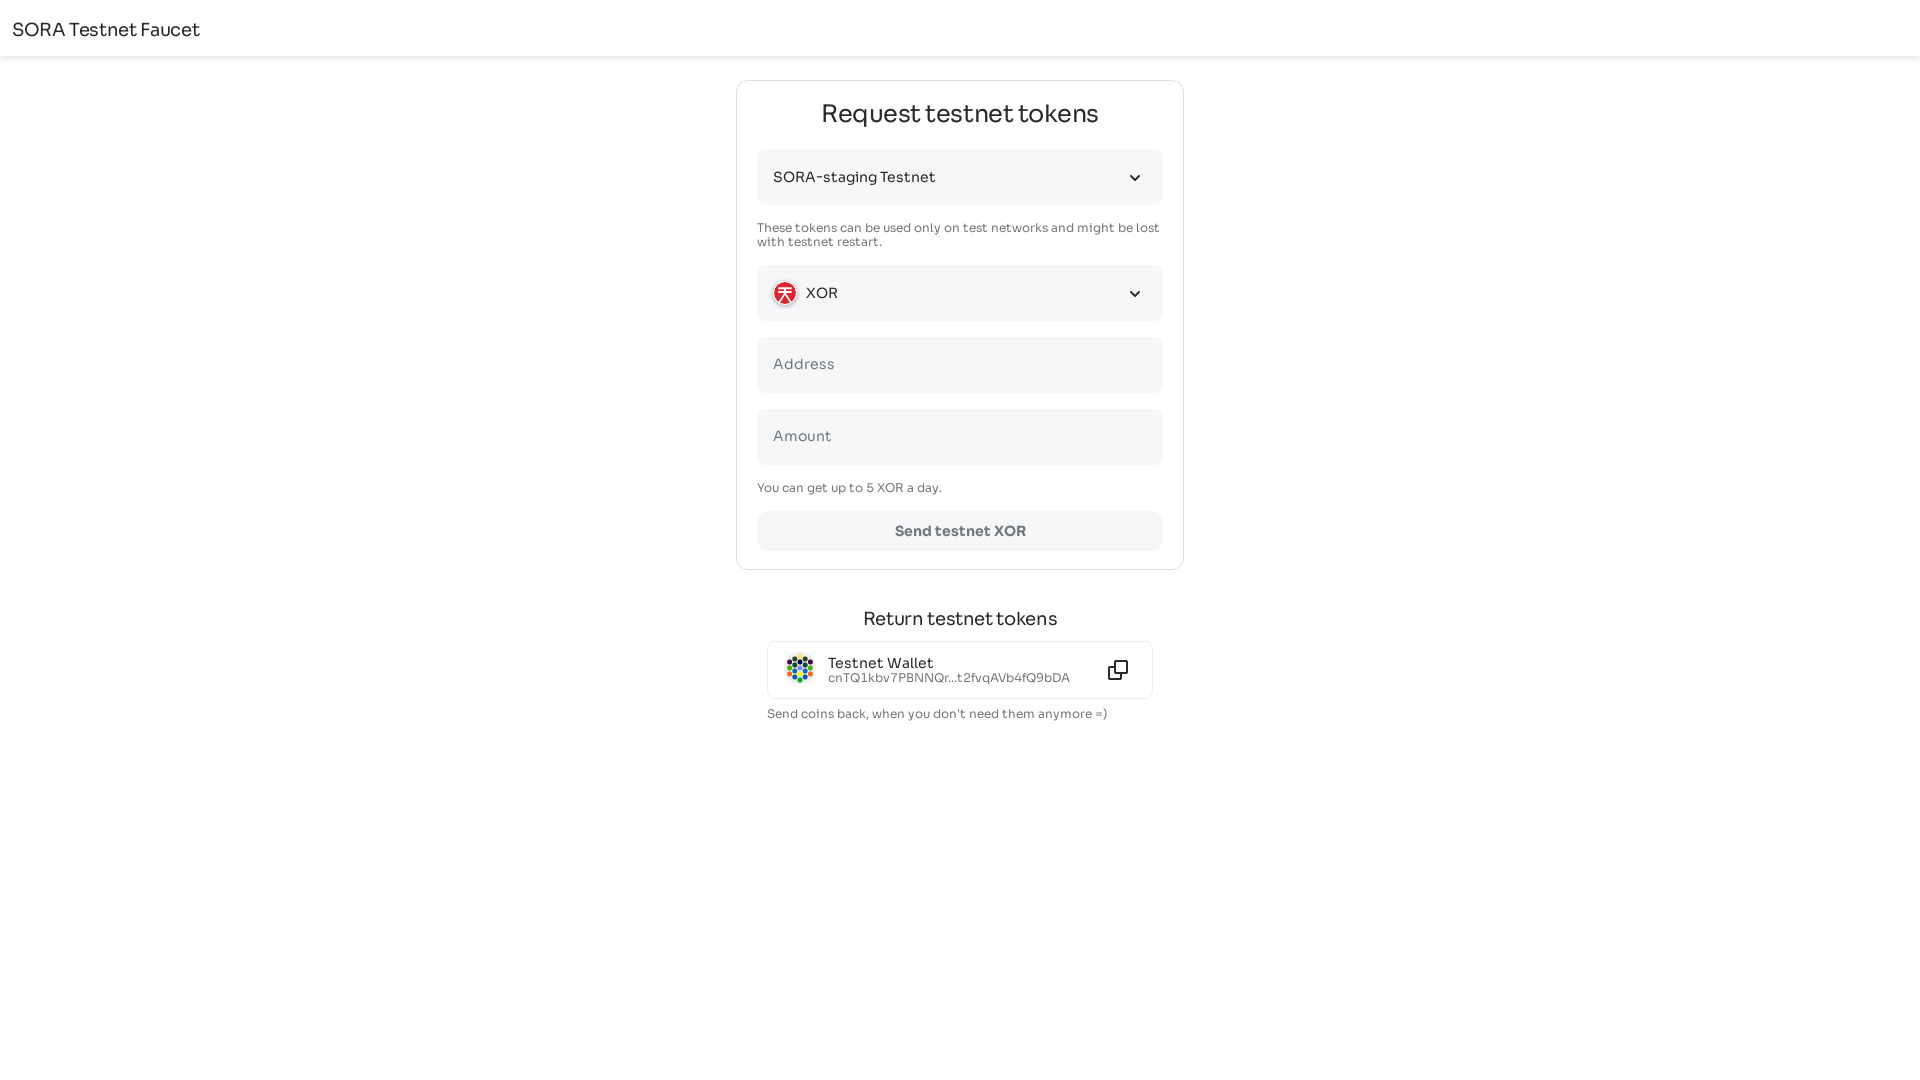 SORA Testnet Faucet
Request testnet tokens
SORA-staging Testnet
These tokens can be used only on test networks and might be lost
with testnet restart.
XOR
Address
Amount
You can get up to 5 XOR a day.
Send testnet XOR
Return testnet tokens
Testnet Wallet
cnTQ1kbv7PBNNQr...t2fvqAVb4fQ9bDA
Send coins back, when you don't need them anymore =)